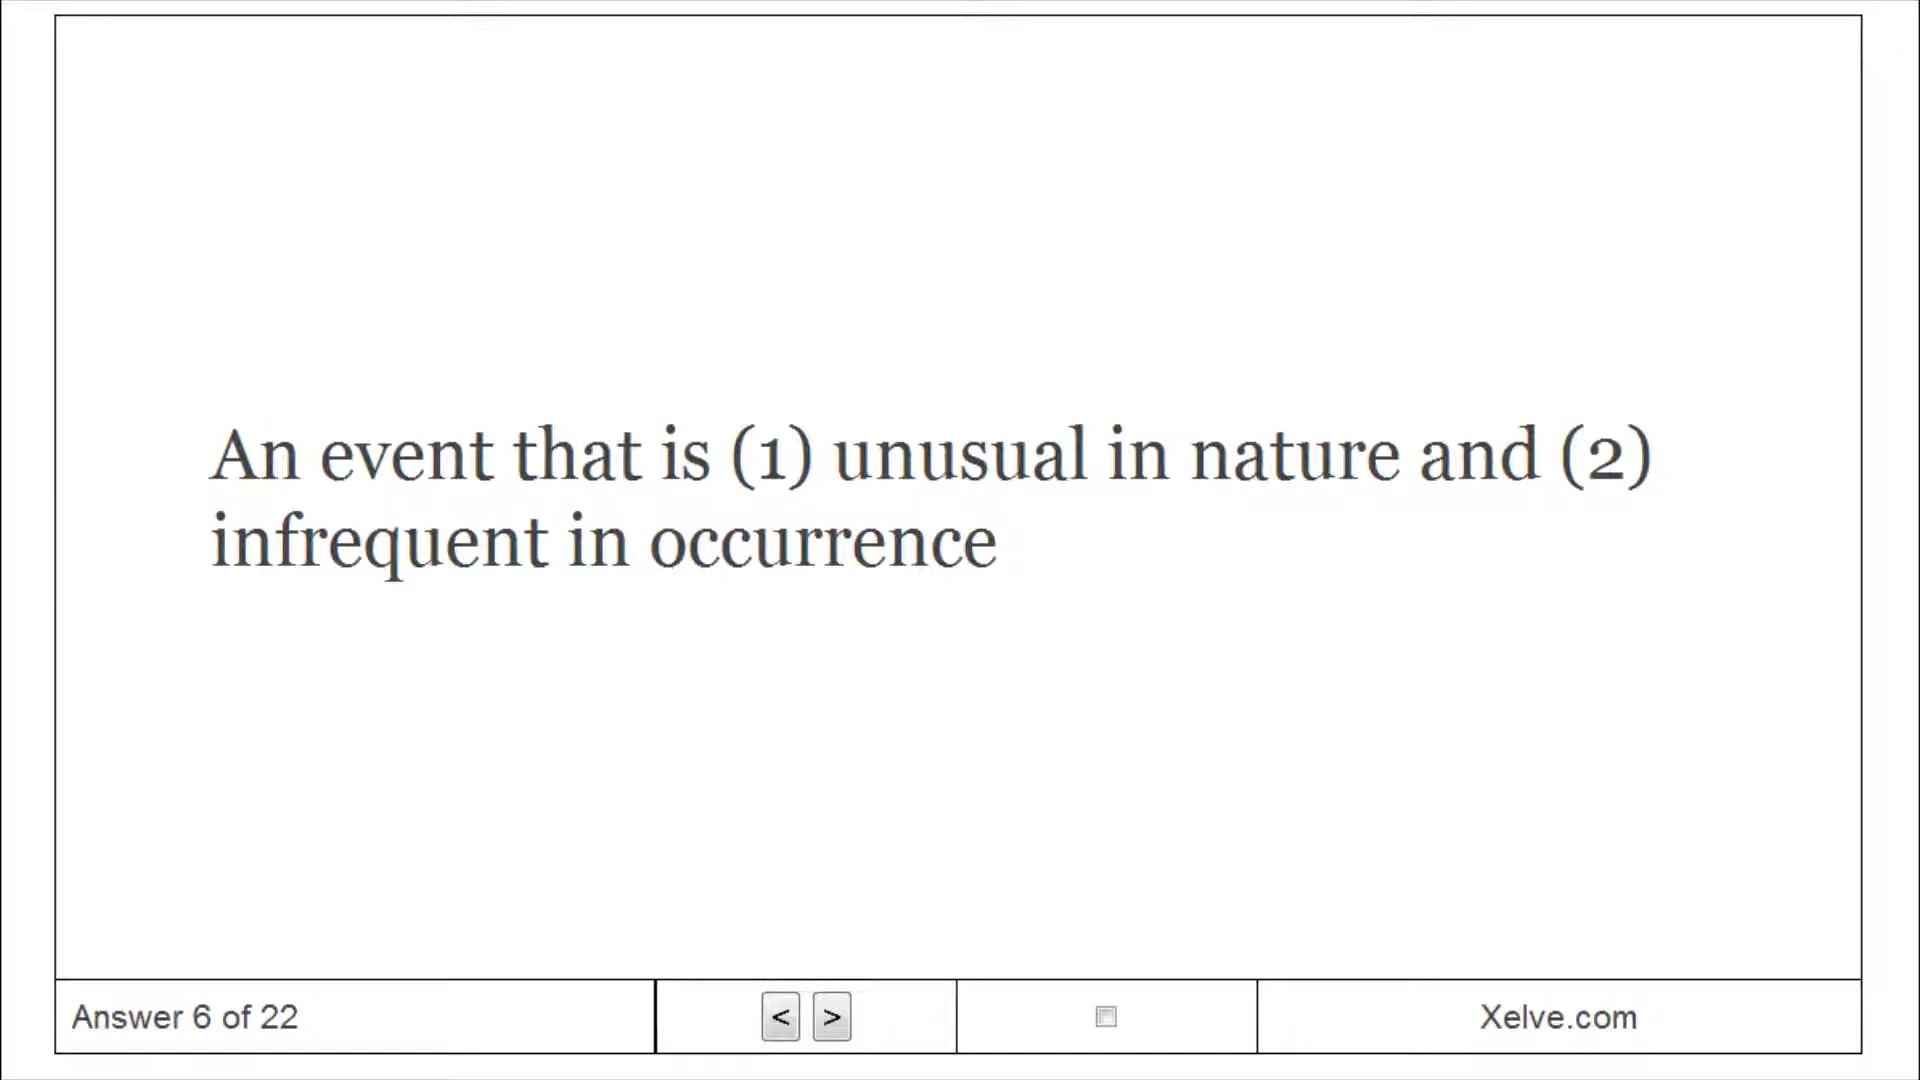 An event that is (1) unusual in nature and (2)
infrequent in occurrence
Answer 6 of 22
< >
Xelve.com